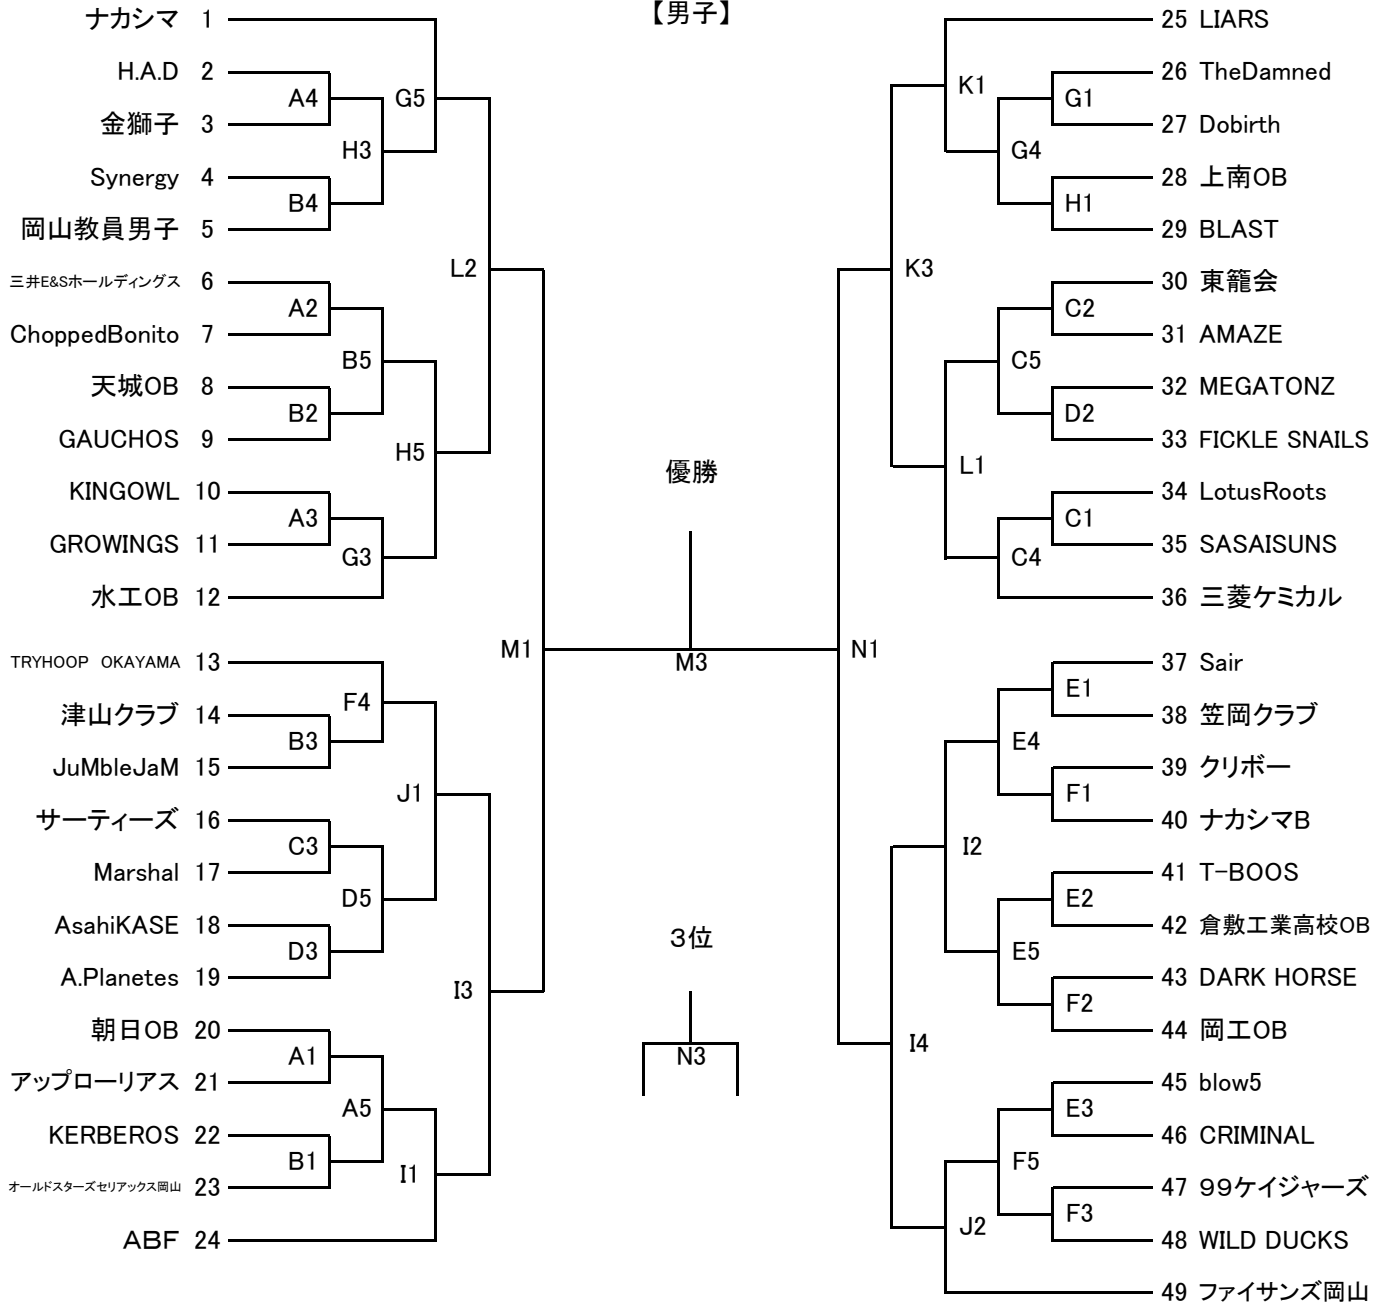 【男子】
ナカシマ 1
H.A.D 2
金獅子 3
Synergy 4
岡山教員男子 5
三井E&Sホールディングス 6
ChoppedBonito 7
天城OB 8
GAUCHOS 9
KINGOWL 10
GROWINGS 11
水工OB 12
TRYHOOP OKAYAMA 13
津山クラブ 14
JuMbleJaM 15
サーティーズ 16
Marshal 17
AsahiKASE 18
A.Planetes 19
朝日OB 20
アップローリアス 21
KERBEROS 22
B1
オールドスターズセリアックス岡山 23
ABF 24
A4
B4
A2
B2
A3
B3
C3
D3
A1
H3
B5
G3
F4
D5
A5
G5
H5
J1
I1
L2
I3
M1
優勝
M3
3位
N3
N1
K3
I4
K1
L1
I2
J2
G4
C5
C4
E4
E5
F5
G1
H1
C2
D2
C1
E1
F1
E2
F2
E3
F3
25 LIARS
26 TheDamned
27 Dobirth
28 上南OB
29 BLAST
30 東籠会
31 AMAZE
32 MEGATONZ
33 FICKLE SNAILS
34 LotusRoots
35 SASAISUNS
36 三菱ケミカル
37 Sair
38 笠岡クラブ
39 クリボー
40 ナカシマB
41 T-BOOS
42 倉敷工業高校OB
43 DARK HORSE
44 岡工OB
45 blow5
46 CRIMINAL
47 99ケイジャーズ
48 WILD DUCKS
49 ファイサンズ岡山